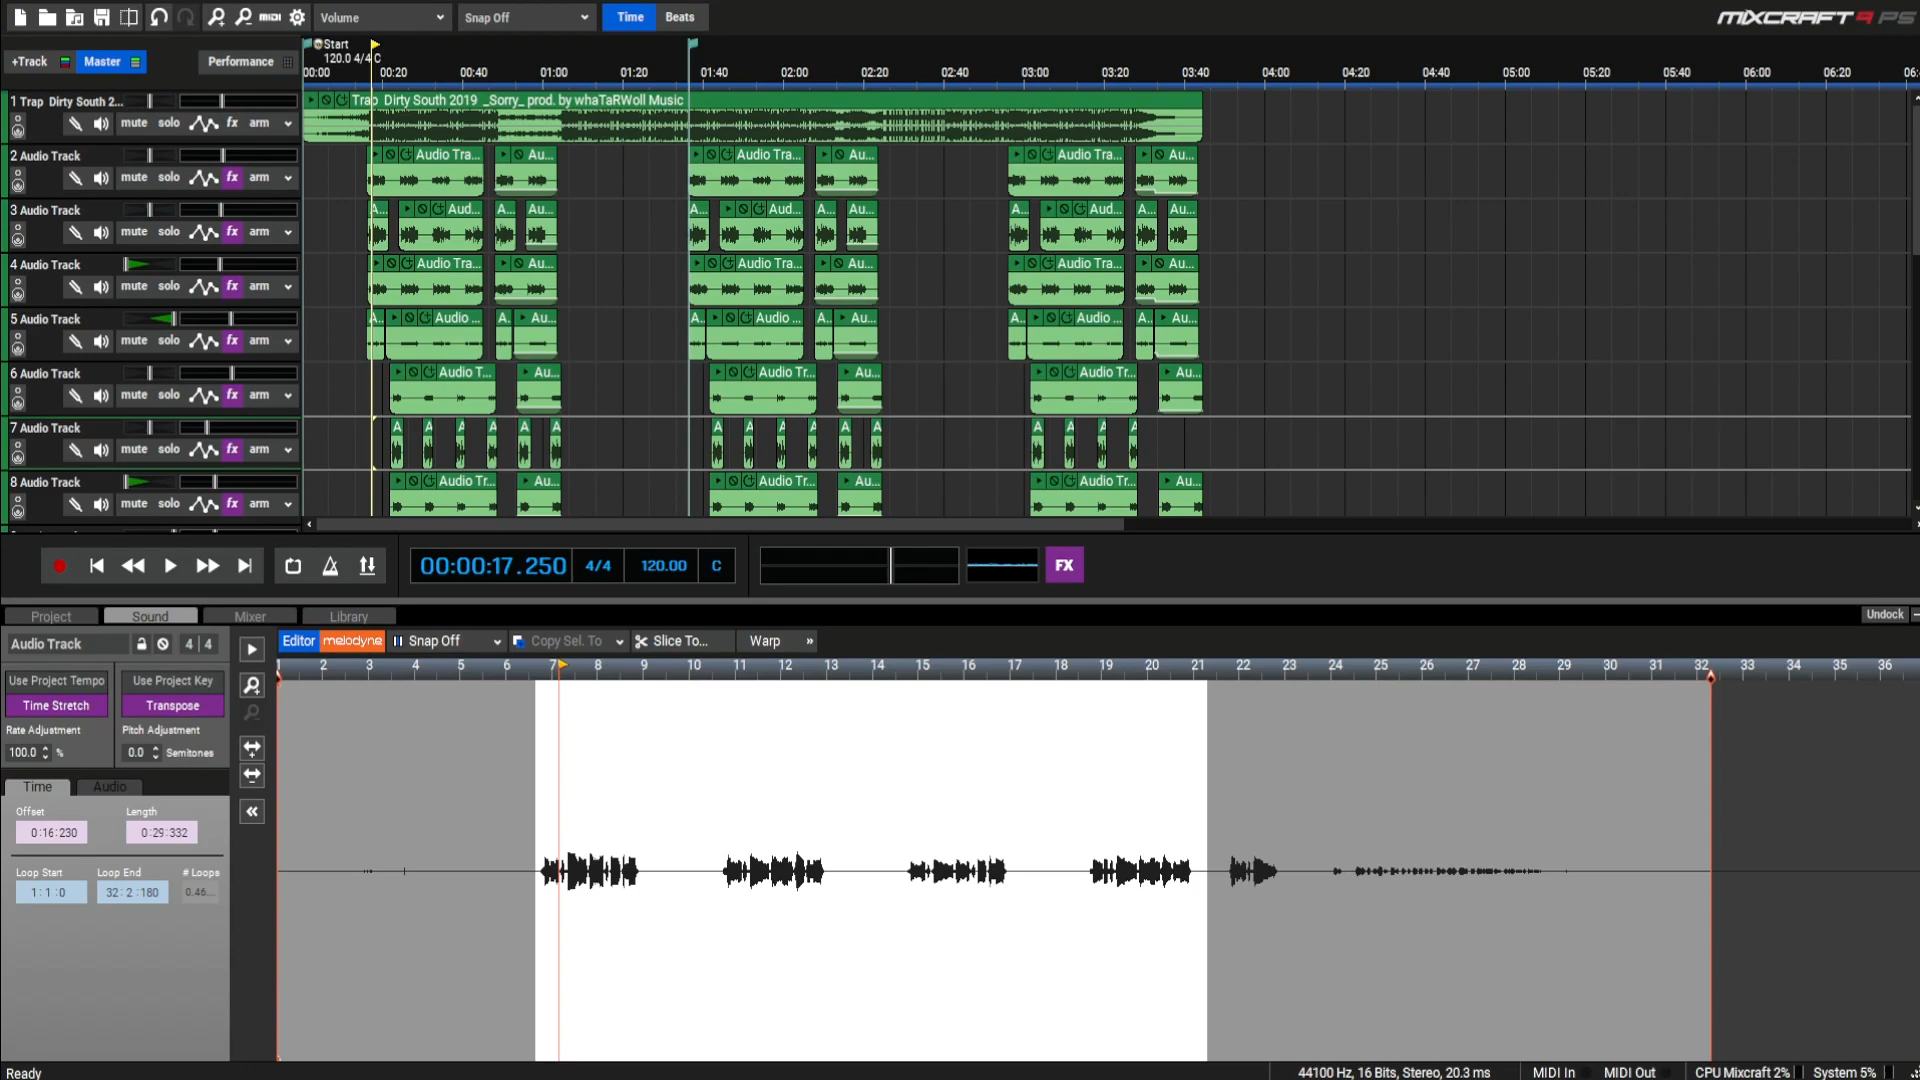 Volume Snap Off Time Beats MIXCRAFT 9 PS
+Track Master Performance
Start
120.0 4/4 C
00:00 00:20 00:40 01:00 01:20 01:40 02:00 02:20 02:40 03:00 03:20 03:40 04:00 04:20 04:40 05:00 05:20 05:40 06:00 06:20 06:
1 Trap Dirty South 2... Trap Dirty South 2019 _Sorry_ prod. by whaTaRWoll Music
mute solo fx arm
2 Audio Track Audio Tra... Au... Audio Tra... Au... Audio Tra... Au...
mute solo fx arm
3 Audio Track A... Aud... A... Au... A... Aud... A... Au... A... Aud... A... Au...
mute solo fx arm
4 Audio Track Audio Tra... Au... Audio Tra... Au... Audio Tra... Au...
mute solo fx arm
5 Audio Track A.. Audio ... A... Au... A.. Audio ... A... Au... A.. Audio ... A... Au...
mute solo fx arm
6 Audio Track Audio T... Au... Audio Tr... Au... Audio Tr... Au...
mute solo fx arm
7 Audio Track A A A A A A A A A A A A A A A A
mute solo fx arm
8 Audio Track Audio Tr... Au... Audio Tr... Au... Audio Tr... Au...
mute solo fx arm
00:00:17.250 4/4 120.00 C FX
Project Sound Mixer Library Undock
Audio Track 4 4 Editor melodyne Snap Off Copy Sel. To Slice To... Warp »
1 2 3 4 5 6 7 8 9 10 11 12 13 14 15 16 17 18 19 20 21 22 23 24 25 26 27 28 29 30 31 32 33 34 35 36
Use Project Tempo Use Project Key
Time Stretch Transpose
Rate Adjustment Pitch Adjustment
100.0 % 0.0 Semitones
Time Audio
Offset Length
0:16:230 0:29:332
Loop Start Loop End # Loops
1:1:0 32:2:180 0.46...
Ready 44100 Hz, 16 Bits, Stereo, 20.3 ms MIDI In MIDI Out CPU Mixcraft 2% System 5%